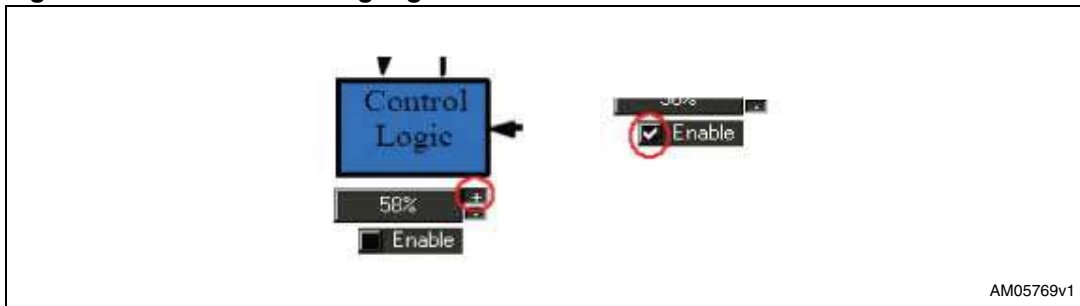 Control
Logic
58%
+
-
Enable
Enable
AM05769v1